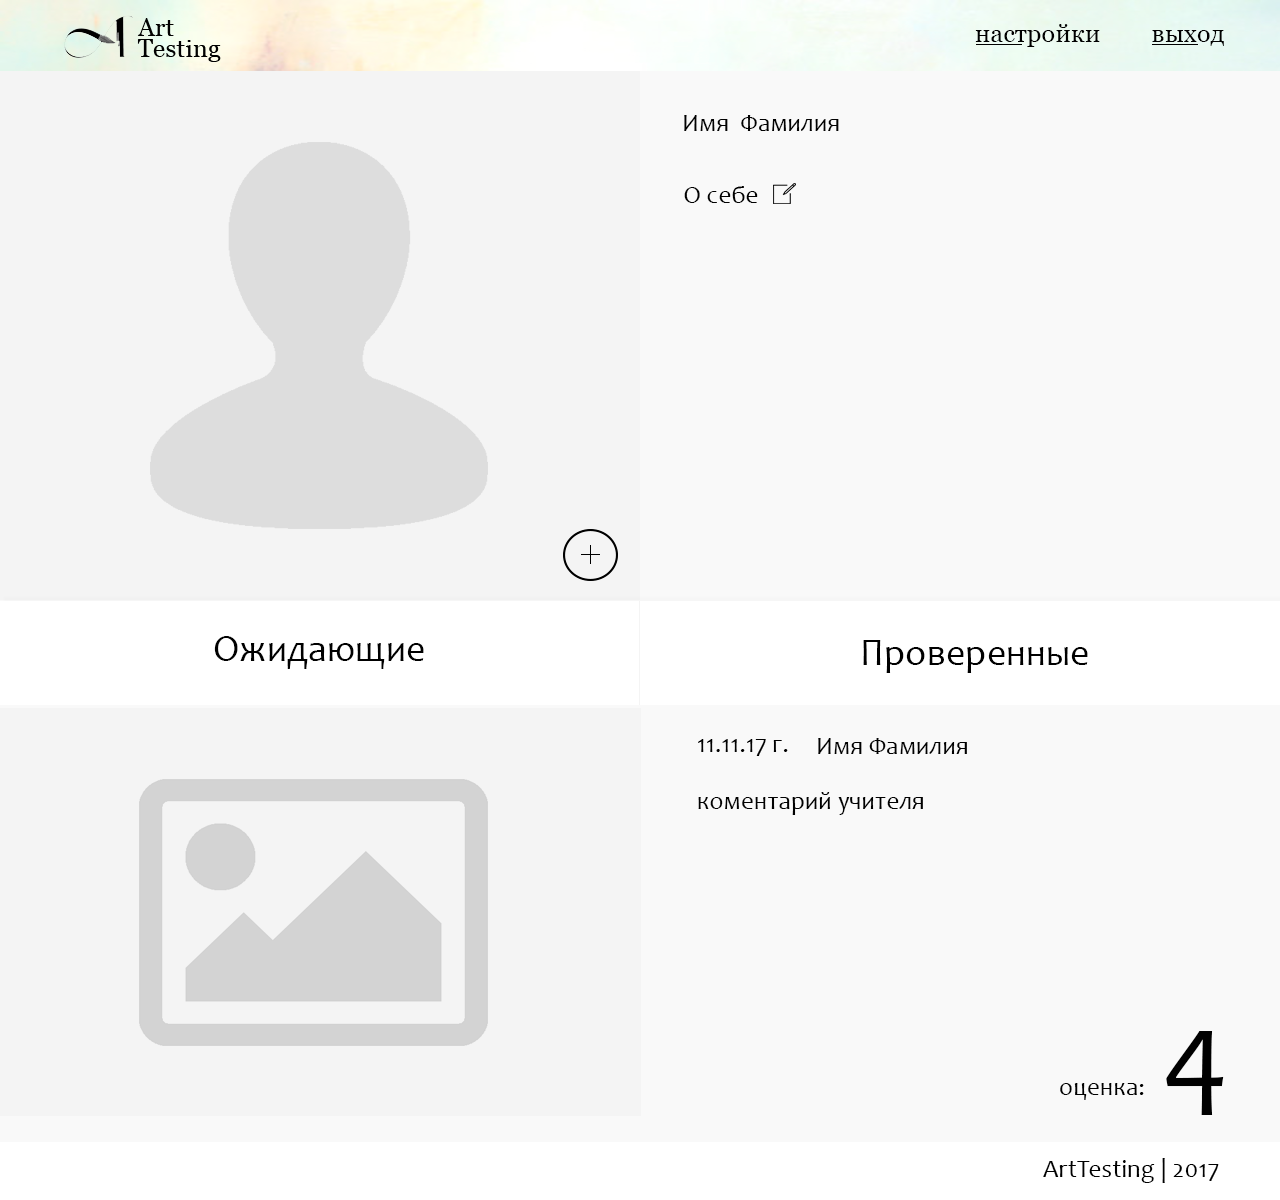 Art
Testing
настройки выход
Имя Фамилия
О себе
Ожидающие Проверенные
11.11.17 г. Имя Фамилия
коментарий учителя
оценка: 4
ArtTesting | 2017